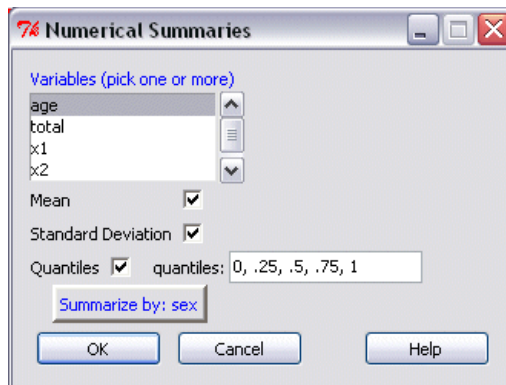 Numerical Summaries
Variables (pick one or more)
age
total
x1
x2
Mean
Standard Deviation
Quantiles quantiles: 0, .25, .5, .75, 1
Summarize by: sex
OK Cancel Help